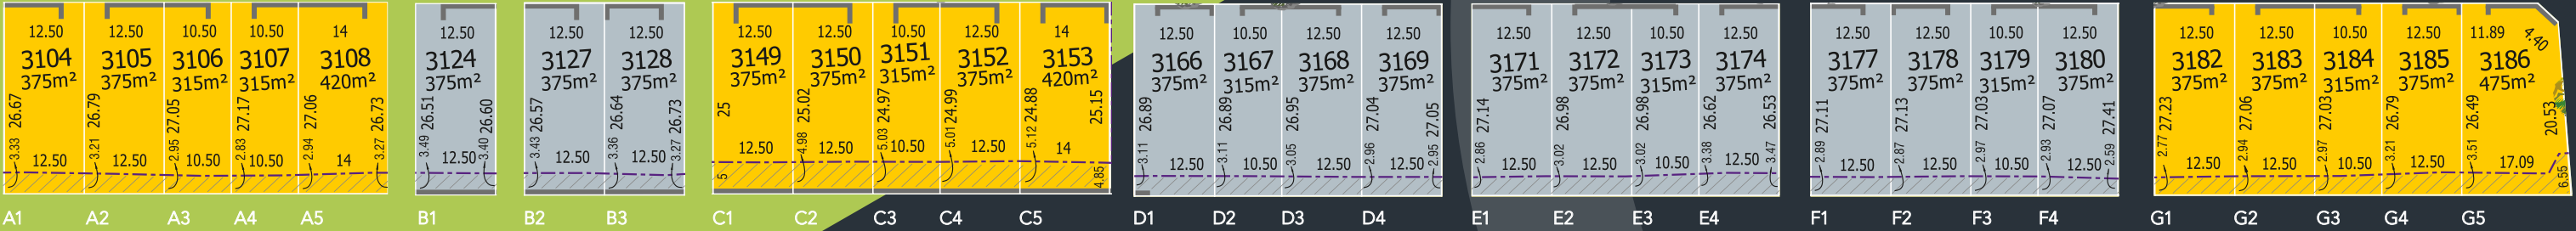 12.50 12.50 10.50 10.50 14
3104 3105 3106 3107 3108
375m² 375m² 315m² 315m² 420m²
3.33 26.67 3.21 26.79 2.95 27.05 2.83 27.17 2.94 27.06 3.27 26.73
12.50 12.50 10.50 10.50 14
A1 A2 A3 A4 A5
12.50
3124
375m²
3.49 26.51 3.40 26.60
12.50
B1
12.50 12.50
3127 3128
375m² 375m²
3.43 26.57 3.36 26.64 3.27 26.73
12.50 12.50
B2 B3
12.50 12.50 10.50 12.50 14
3149 3150 3151 3152 3153
375m² 375m² 315m² 375m² 420m²
5 25 4.98 25.02 5.03 24.97 5.01 24.99 5.12 24.88 4.85 25.15
12.50 12.50 10.50 12.50 14
C1 C2 C3 C4 C5
12.50 10.50 12.50 12.50
3166 3167 3168 3169
375m² 315m² 375m² 375m²
3.11 26.89 3.11 26.89 3.05 26.95 2.96 27.04 2.95 27.05
12.50 10.50 12.50 12.50
D1 D2 D3 D4
12.50 12.50 10.50 12.50
3171 3172 3173 3174
375m² 375m² 315m² 375m²
2.86 27.14 3.02 26.98 3.02 26.98 3.38 26.62 3.47 26.53
12.50 12.50 10.50 12.50
E1 E2 E3 E4
12.50 12.50 10.50 12.50
3177 3178 3179 3180
375m² 375m² 315m² 375m²
2.89 27.11 2.87 27.13 2.97 27.03 2.93 27.07 2.59 27.41
12.50 12.50 10.50 12.50
F1 F2 F3 F4
12.50 12.50 10.50 12.50 11.89 4.40
3182 3183 3184 3185 3186
375m² 375m² 315m² 375m² 475m²
2.77 27.23 2.94 27.06 2.97 27.03 3.21 26.79 3.51 26.49 6.55 20.53
12.50 12.50 10.50 12.50 17.09
G1 G2 G3 G4 G5